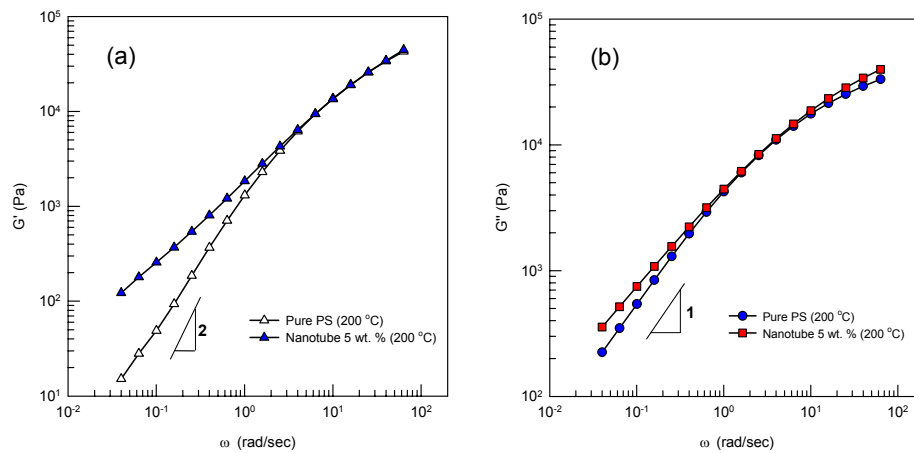 (a)
10⁵
10⁴
10³
10²
10¹
G' (Pa)
2
Pure PS (200 °C)
Nanotube 5 wt. % (200 °C)
10⁻² 10⁻¹ 10⁰ 10¹ 10²
ω (rad/sec)
(b)
10⁵
10⁴
10³
10²
G'' (Pa)
1
Pure PS (200 °C)
Nanotube 5 wt. % (200 °C)
10⁻² 10⁻¹ 10⁰ 10¹ 10²
ω (rad/sec)